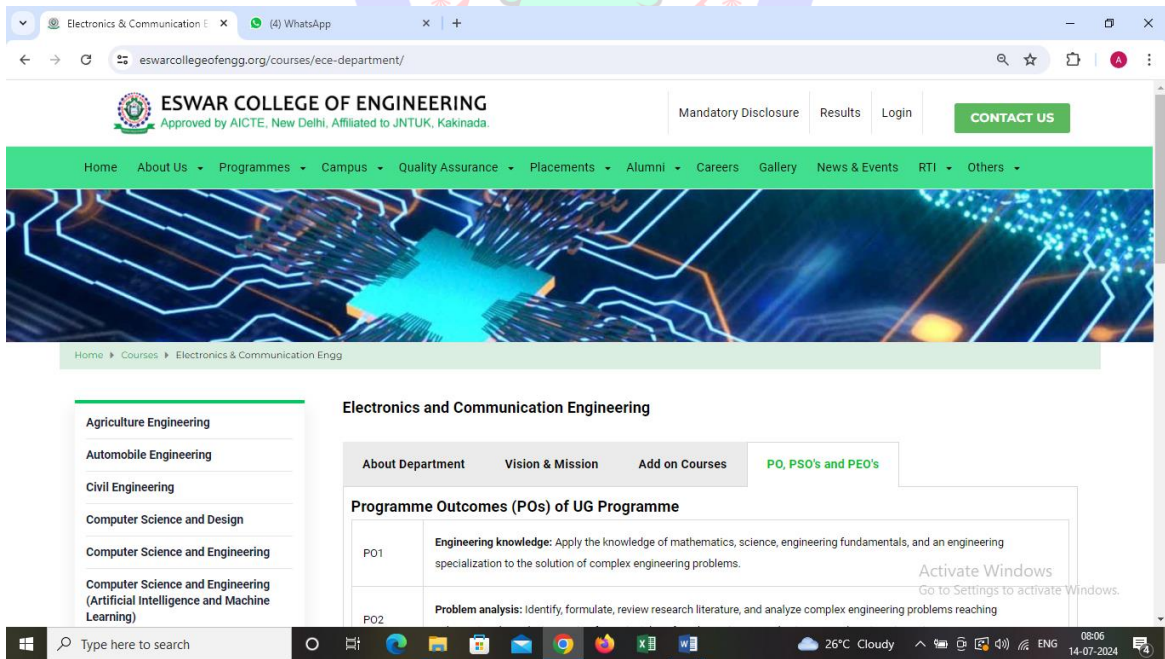 Electronics & Communication E
(4) WhatsApp
eswarcollegeofengg.org/courses/ece-department/
A
ESWAR COLLEGE OF ENGINEERING
Approved by AICTE, New Delhi, Affiliated to JNTUK, Kakinada.
Mandatory Disclosure Results Login CONTACT US
Home About Us Programmes Campus Quality Assurance Placements Alumni Careers Gallery News & Events RTI Others
Home Courses Electronics & Communication Engg
Agriculture Engineering
Automobile Engineering
Civil Engineering
Computer Science and Design
Computer Science and Engineering
Computer Science and Engineering
(Artificial Intelligence and Machine
Learning)
Electronics and Communication Engineering
About Department Vision & Mission Add on Courses PO, PSO's and PEO's
Programme Outcomes (POs) of UG Programme
PO1
Engineering knowledge: Apply the knowledge of mathematics, science, engineering fundamentals, and an engineering
specialization to the solution of complex engineering problems.
PO2
Problem analysis: Identify, formulate, review research literature, and analyze complex engineering problems reaching
Activate Windows
Go to Settings to activate Windows.
Type here to search
26°C Cloudy
ENG
08:06
14-07-2024
4